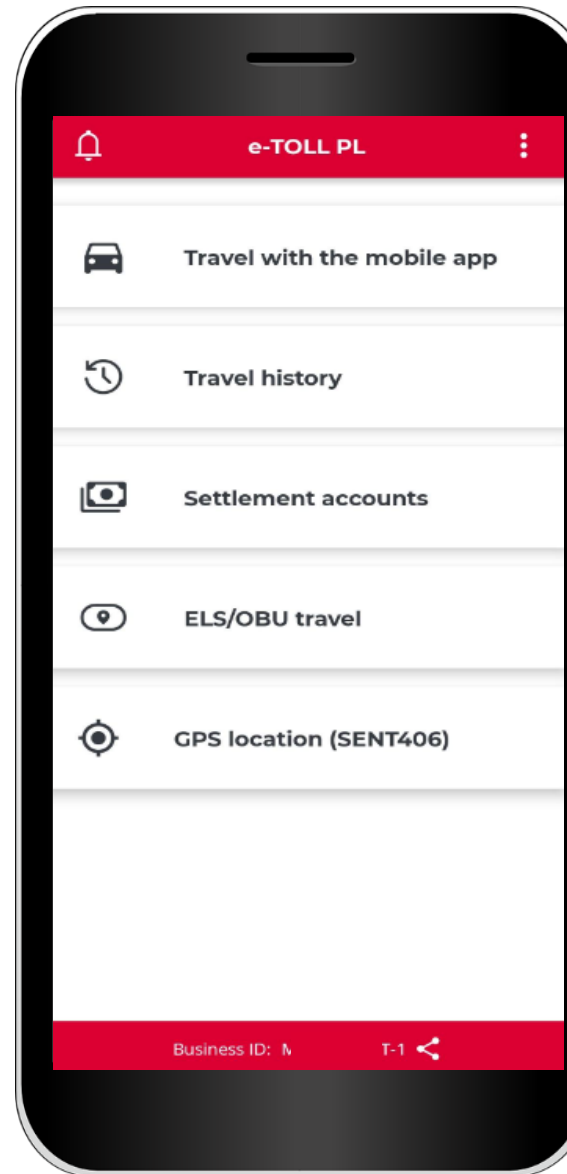 e-TOLL PL
Travel with the mobile app
Travel history
Settlement accounts
ELS/OBU travel
GPS location (SENT406)
Business ID: M T-1